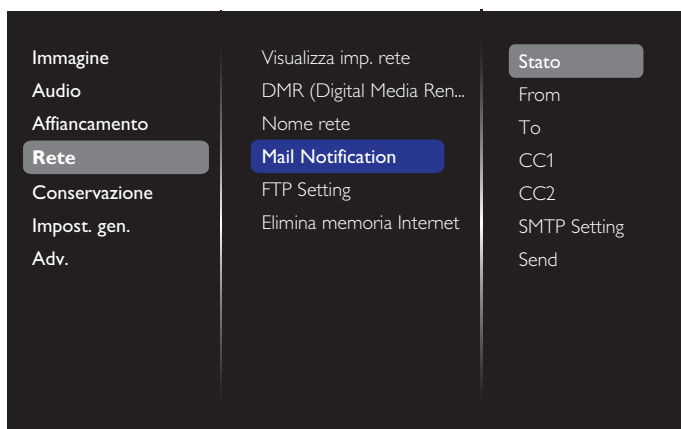 Immagine
Audio
Affiancamento
Rete
Conservazione
Impost. gen.
Adv.
Visualizza imp. rete
DMR (Digital Media Ren...
Nome rete
Mail Notification
FTP Setting
Elimina memoria Internet
Stato
From
To
CC1
CC2
SMTP Setting
Send